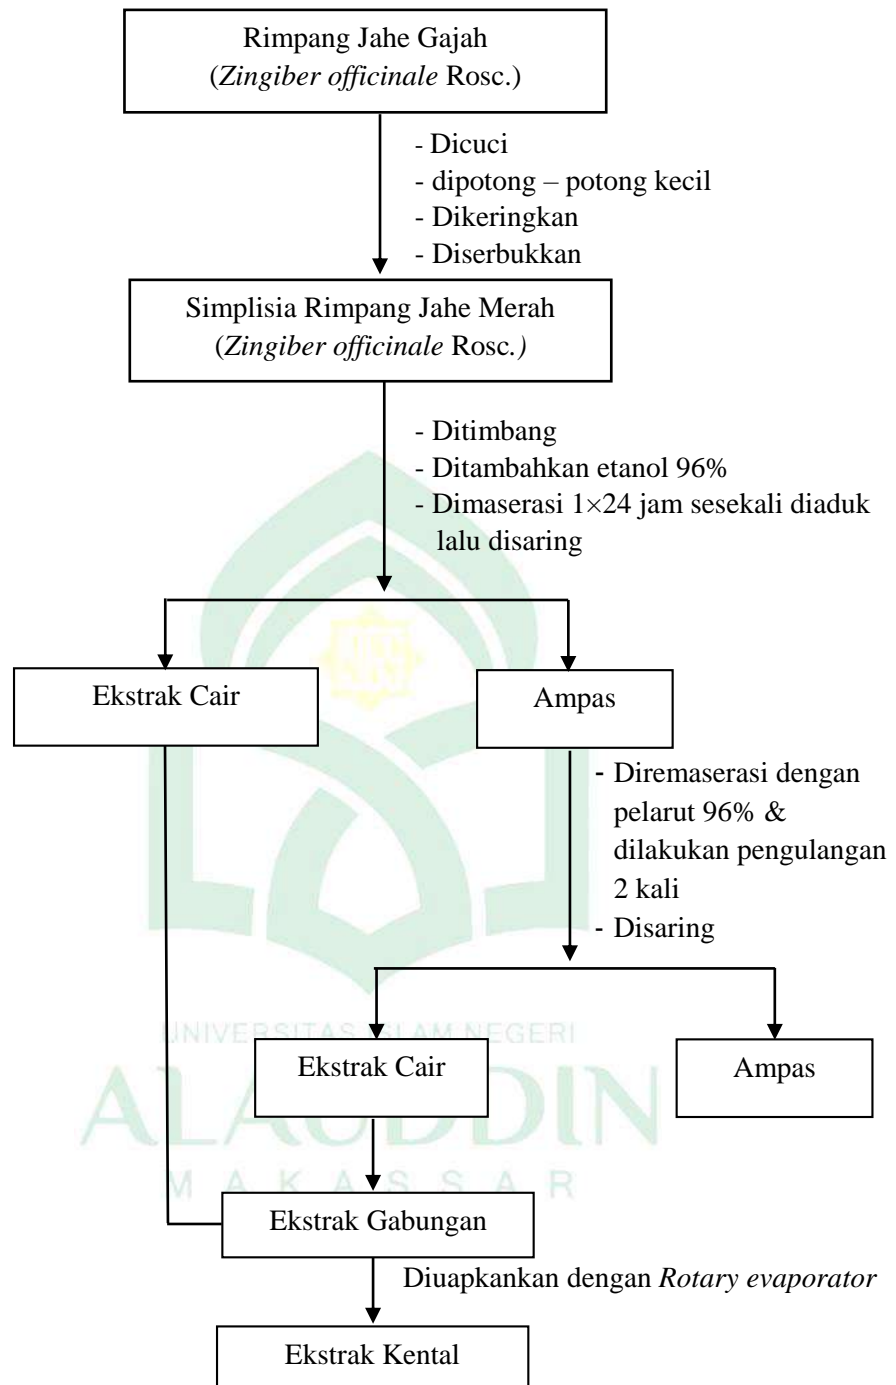 Rimpang Jahe Gajah
(Zingiber officinale Rosc.)
- Dicuci
- dipotong – potong kecil
- Dikeringkan
- Diserbukkan
Simplisia Rimpang Jahe Merah
(Zingiber officinale Rosc.)
- Ditimbang
- Ditambahkan etanol 96%
- Dimaserasi 1×24 jam sesekali diaduk
lalu disaring
Ekstrak Cair
Ampas
- Diremaserasi dengan
pelarut 96% &
dilakukan pengulangan
2 kali
- Disaring
UNIVERSITAS ISLAM NEGERI
Ekstrak Cair
Ampas
ALAUDDIN
MAKASSAR
Ekstrak Gabungan
Diuapkankan dengan Rotary evaporator
Ekstrak Kental